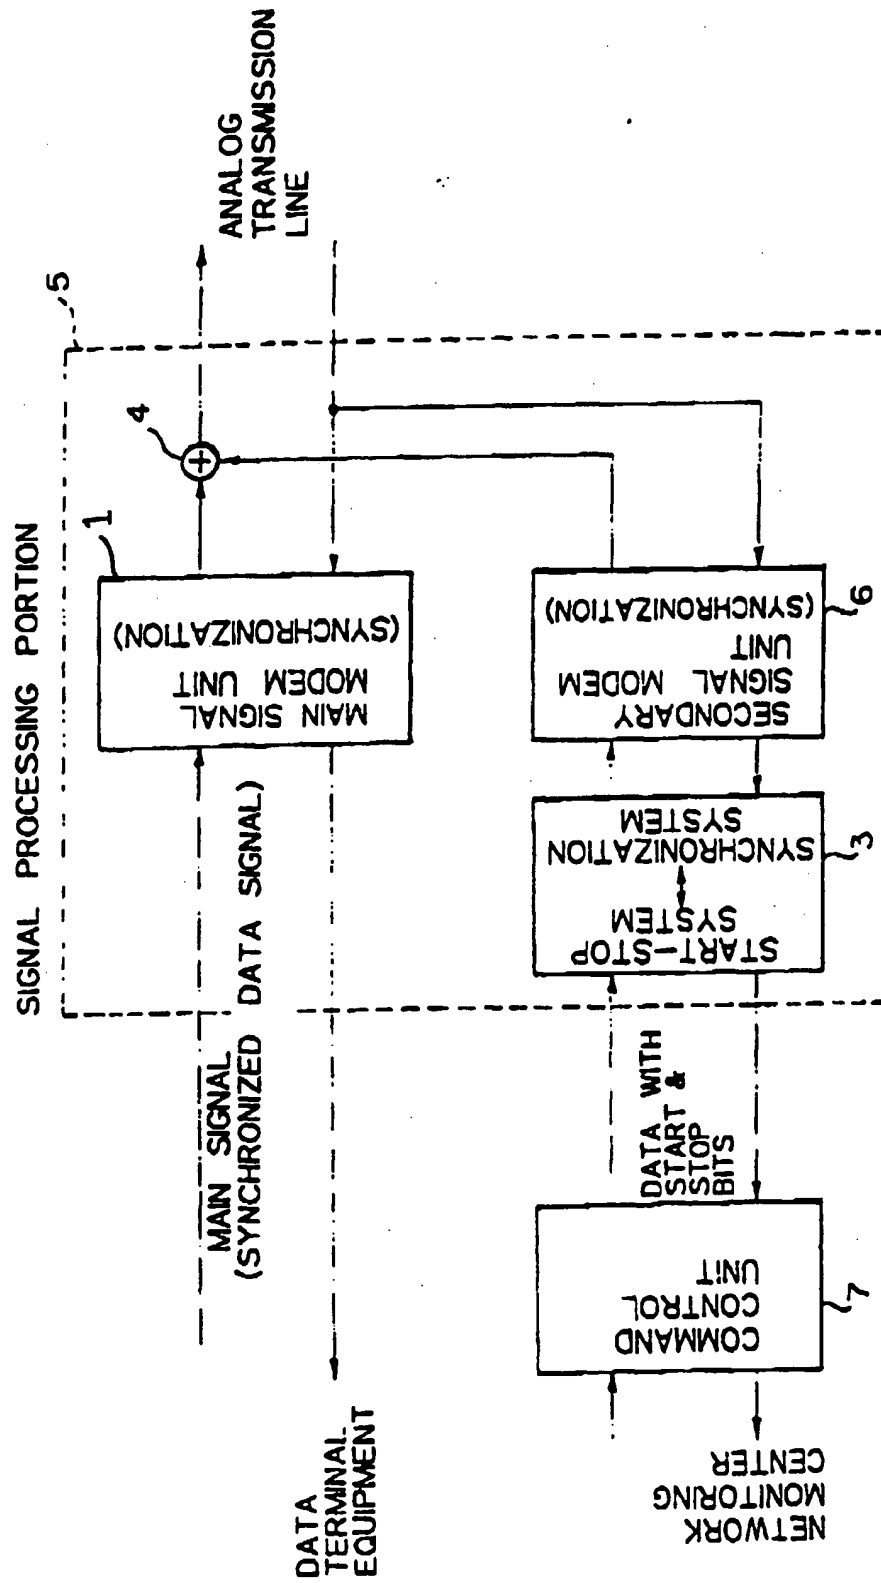 SIGNAL PROCESSING PORTION
5
ANALOG
TRANSMISSION
LINE
4
1
MAIN SIGNAL
MODEM UNIT
(SYNCHRONIZATION)
MAIN SIGNAL
(SYNCHRONIZED DATA SIGNAL)
DATA
TERMINAL
EQUIPMENT
SECONDARY
SIGNAL MODEM
UNIT
(SYNCHRONIZATION)
6
START-STOP
SYSTEM
SYNCHRONIZATION
SYSTEM
3
DATA WITH
START &
STOP
BITS
COMMAND
CONTROL
UNIT
7
NETWORK
MONITORING
CENTER